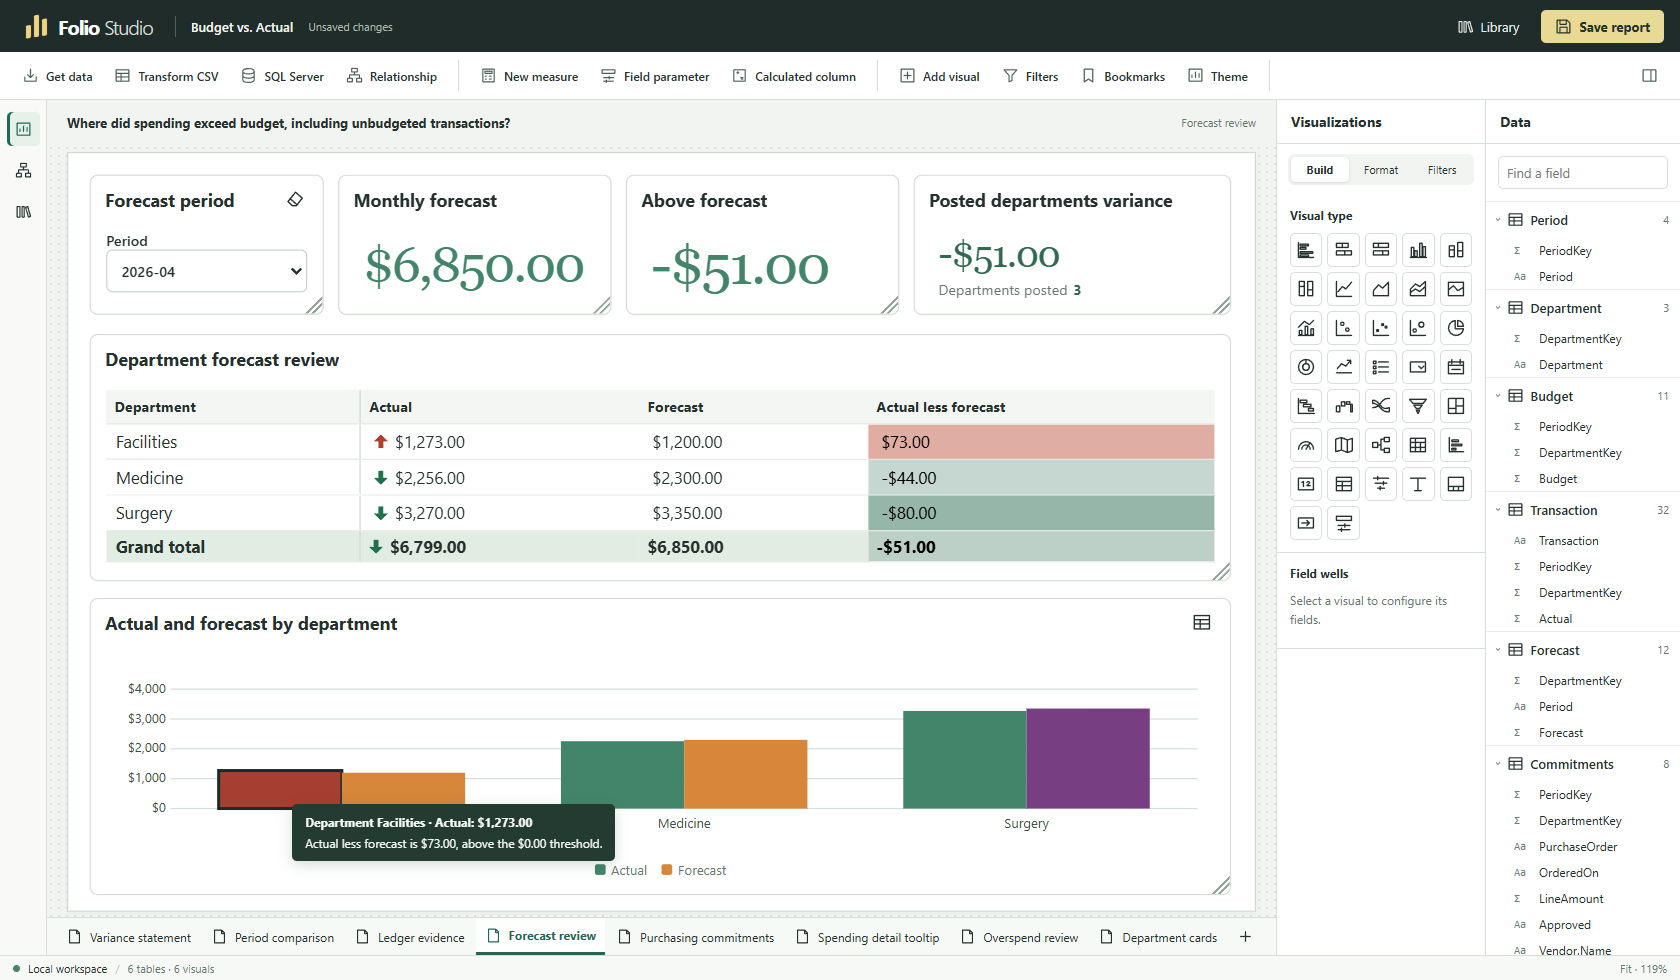 Folio Studio
Budget vs. Actual
Unsaved changes
Library
Save report
Get data
Transform CSV
SQL Server
Relationship
New measure
Field parameter
Calculated column
Add visual
Filters
Bookmarks
Theme
Where did spending exceed budget, including unbudgeted transactions?
Forecast review
Forecast period
Period
2026-04
Monthly forecast
$6,850.00
Above forecast
-$51.00
Posted departments variance
-$51.00
Departments posted 3
Department forecast review
Department Actual Forecast Actual less forecast
Facilities $1,273.00 $1,200.00 $73.00
Medicine $2,256.00 $2,300.00 -$44.00
Surgery $3,270.00 $3,350.00 -$80.00
Grand total $6,799.00 $6,850.00 -$51.00
Actual and forecast by department
$4,000
$3,000
$2,000
$1,000
$0
Medicine
Surgery
Department Facilities · Actual: $1,273.00
Actual less forecast is $73.00, above the $0.00 threshold.
Actual
Forecast
Visualizations
Build
Format
Filters
Visual type
12
Field wells
Select a visual to configure its
fields.
Data
Find a field
Period 4
Σ PeriodKey
Aa Period
Department 3
Σ DepartmentKey
Aa Department
Budget 11
Σ PeriodKey
Σ DepartmentKey
Σ Budget
Transaction 32
Aa Transaction
Σ PeriodKey
Σ DepartmentKey
Σ Actual
Forecast 12
Σ DepartmentKey
Aa Period
Σ Forecast
Commitments 8
Σ PeriodKey
Σ DepartmentKey
Aa PurchaseOrder
Aa OrderedOn
Σ LineAmount
Aa Approved
Aa Vendor.Name
Variance statement
Period comparison
Ledger evidence
Forecast review
Purchasing commitments
Spending detail tooltip
Overspend review
Department cards
+
Local workspace / 6 tables · 6 visuals
Fit · 119%